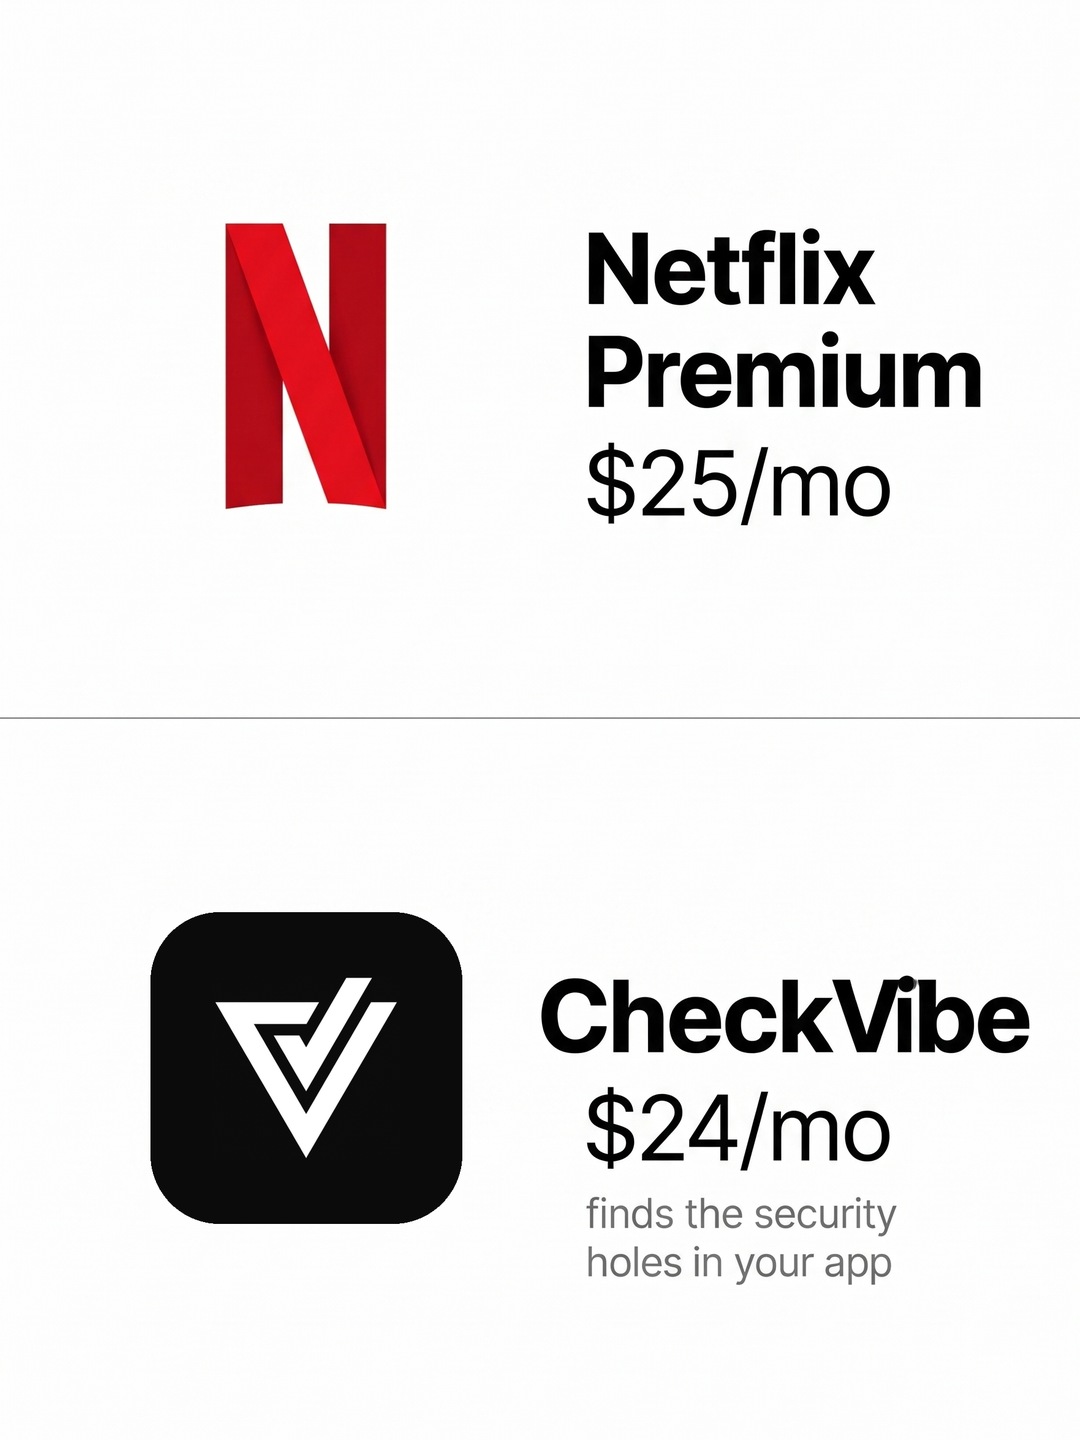 N
Netflix
Premium
$25/mo
CheckVibe
$24/mo
finds the security
holes in your app